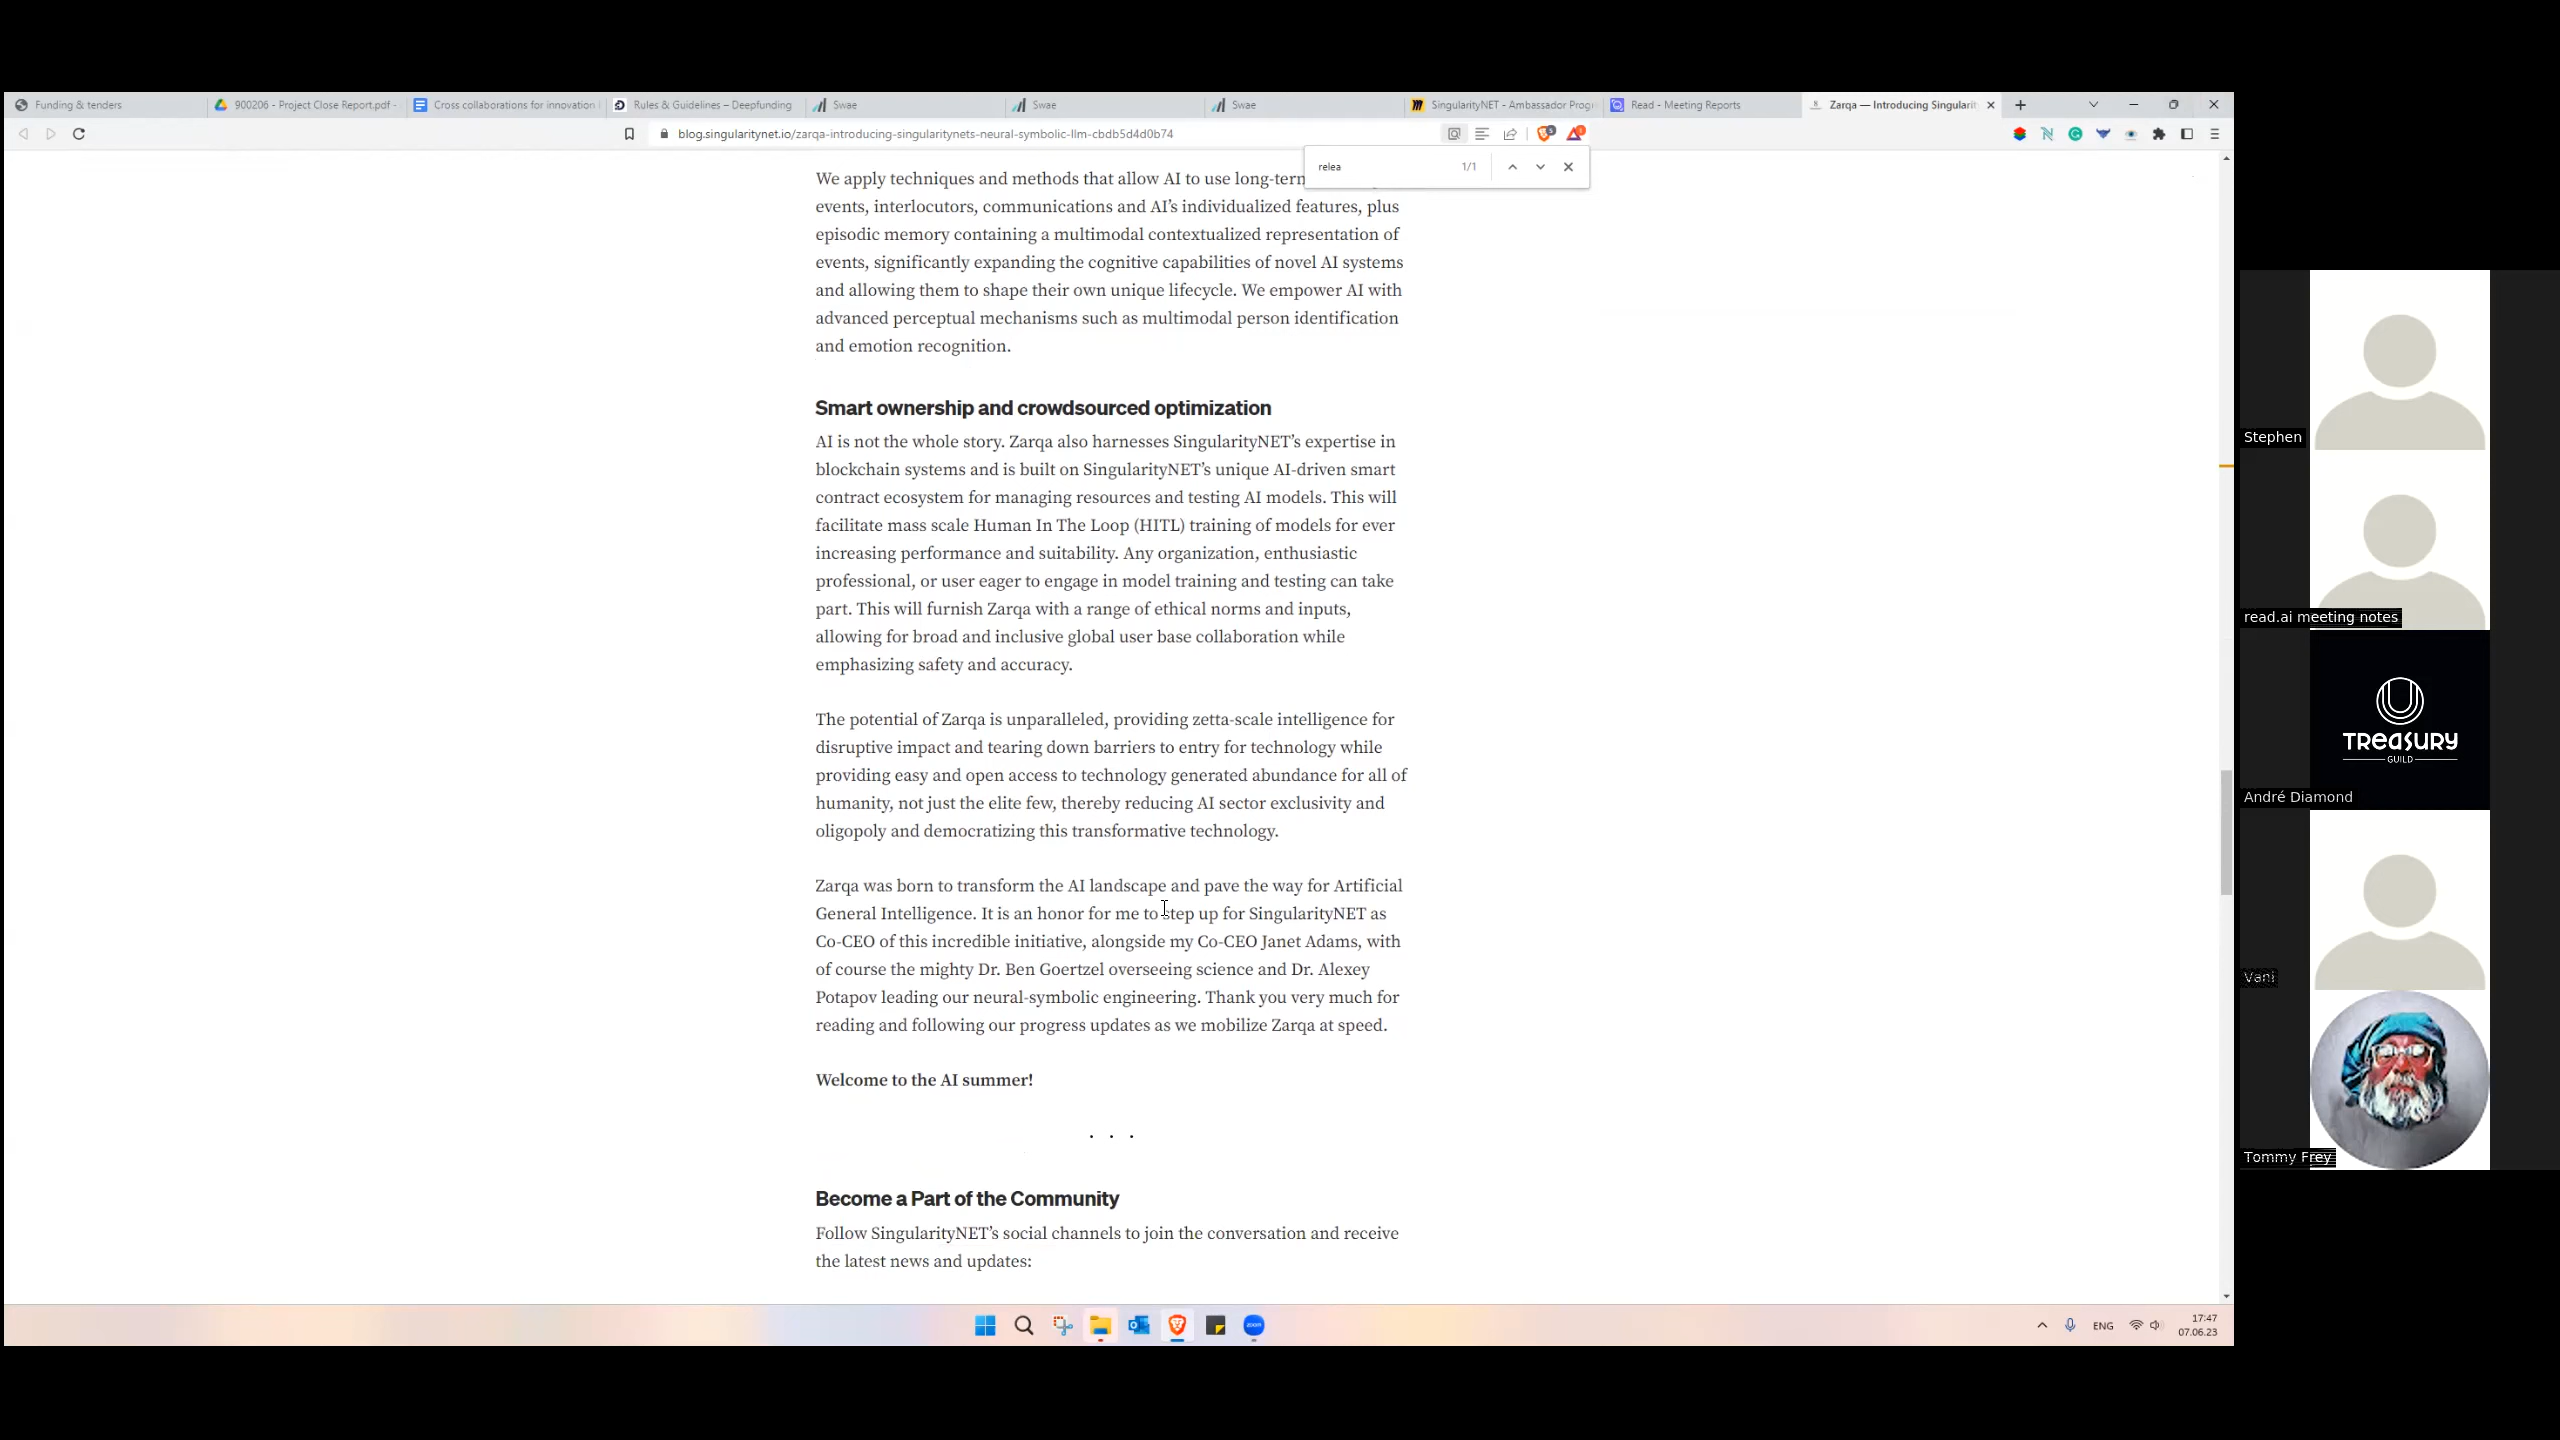 Funding & tenders
900206 - Project Close Report.pdf -
Cross collaborations for innovation
Rules & Guidelines – Deepfunding
Swae
Swae
Swae
SingularityNET - Ambassador Progr
Read - Meeting Reports
Zarqa — Introducing Singularit
blog.singularitynet.io/zarqa-introducing-singularitynets-neural-symbolic-llm-cbdb5d4d0b74
relea
1/1
We apply techniques and methods that allow AI to use long-term
events, interlocutors, communications and AI’s individualized features, plus
episodic memory containing a multimodal contextualized representation of
events, significantly expanding the cognitive capabilities of novel AI systems
and allowing them to shape their own unique lifecycle. We empower AI with
advanced perceptual mechanisms such as multimodal person identification
and emotion recognition.
Smart ownership and crowdsourced optimization
AI is not the whole story. Zarqa also harnesses SingularityNET’s expertise in
blockchain systems and is built on SingularityNET’s unique AI-driven smart
contract ecosystem for managing resources and testing AI models. This will
facilitate mass scale Human In The Loop (HITL) training of models for ever
increasing performance and suitability. Any organization, enthusiastic
professional, or user eager to engage in model training and testing can take
part. This will furnish Zarqa with a range of ethical norms and inputs,
allowing for broad and inclusive global user base collaboration while
emphasizing safety and accuracy.
The potential of Zarqa is unparalleled, providing zetta-scale intelligence for
disruptive impact and tearing down barriers to entry for technology while
providing easy and open access to technology generated abundance for all of
humanity, not just the elite few, thereby reducing AI sector exclusivity and
oligopoly and democratizing this transformative technology.
Zarqa was born to transform the AI landscape and pave the way for Artificial
General Intelligence. It is an honor for me to step up for SingularityNET as
Co-CEO of this incredible initiative, alongside my Co-CEO Janet Adams, with
of course the mighty Dr. Ben Goertzel overseeing science and Dr. Alexey
Potapov leading our neural-symbolic engineering. Thank you very much for
reading and following our progress updates as we mobilize Zarqa at speed.
Welcome to the AI summer!
. . .
Become a Part of the Community
Follow SingularityNET’s social channels to join the conversation and receive
the latest news and updates:
ENG
17:47
07.06.23
Stephen
read.ai meeting notes
TREASURY
GUILD
André Diamond
Vani
Tommy Frey